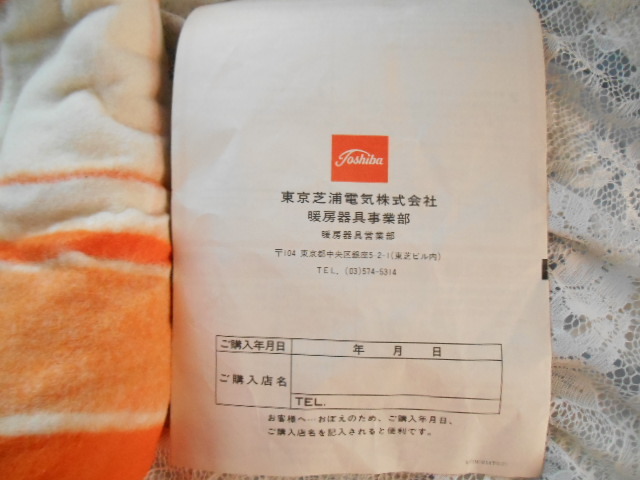 Toshiba
東京芝浦電気株式会社
暖房器具事業部
暖房器具営業部
〒104 東京都中央区銀座5-2-1(東芝ビル内)
TEL. (03)574-5314
ご購入年月日 年 月 日
ご購入店名
TEL.
お客様へ…おぼえのため、ご購入年月日、
ご購入店名を記入されると便利です。